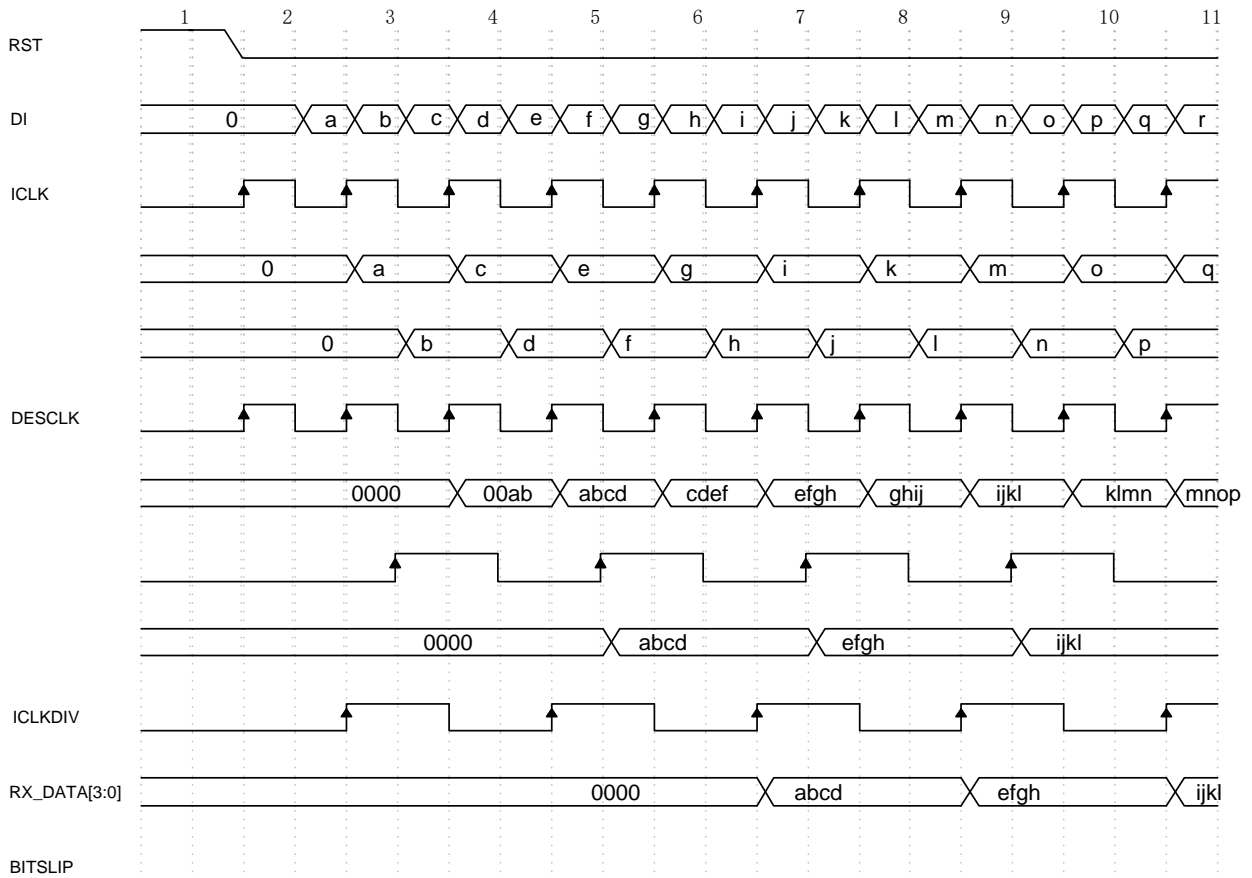 1 2 3 4 5 6 7 8 9 10 11
RST
DI 0 a b c d e f g h i j k l m n o p q r
ICLK
0 a c e g i k m o q
0 b d f h j l n p
DESCLK
0000 00ab abcd cdef efgh ghij ijkl klmn mnop
0000 abcd efgh ijkl
ICLKDIV
RX_DATA[3:0] 0000 abcd efgh ijkl
BITSLIP